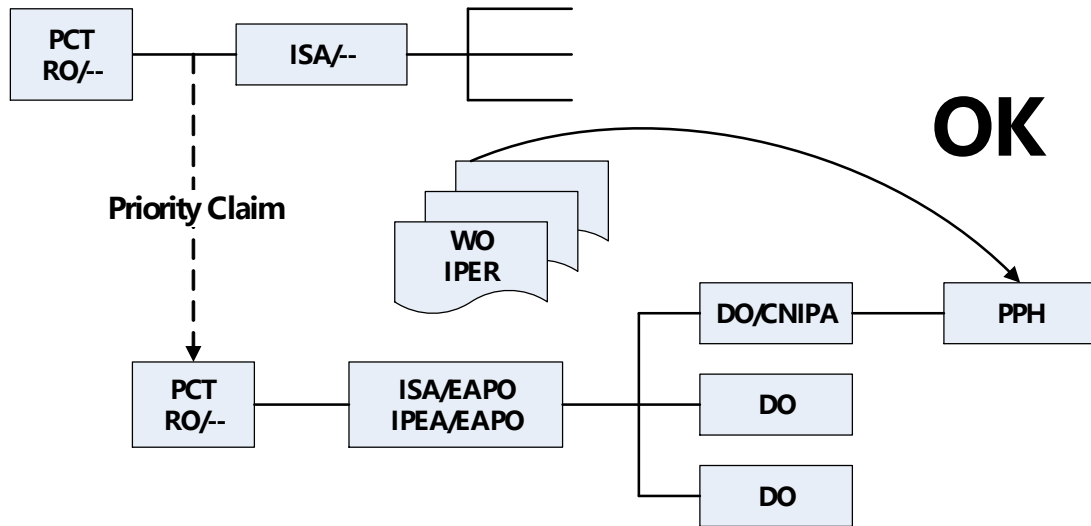 PCT
RO/--
ISA/--
OK
Priority Claim
WO
IPER
DO/CNIPA
PPH
PCT
RO/--
ISA/EAPO
IPEA/EAPO
DO
DO